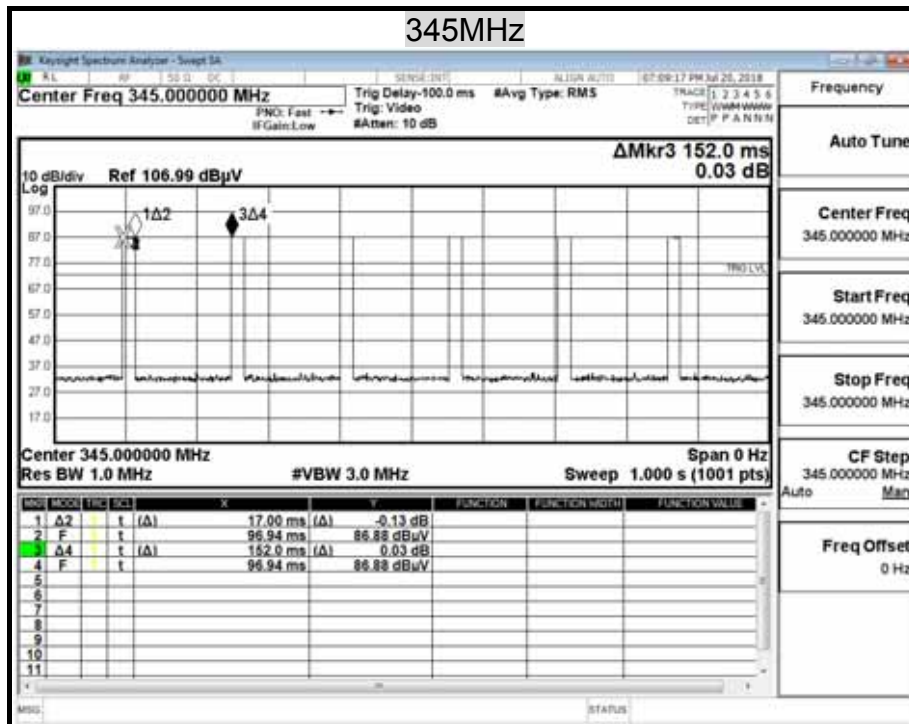 345MHz
Keysight Spectrum Analyzer - Swept SA
RL RF 50 Ω DC SENSE:INT ALIGN AUTO 07:09:17 PM Jul 20, 2018
Center Freq 345.000000 MHz
PNO: Fast
IFGain:Low
Trig Delay-100.0 ms
Trig: Video
#Atten: 10 dB
#Avg Type: RMS
TRACE 1 2 3 4 5 6
TYPE WWMWWWW
DET P P A N N N
Frequency
ΔMkr3 152.0 ms
0.03 dB
10 dB/div Ref 106.99 dBµV
Log
97.0
87.0
77.0
67.0
57.0
47.0
37.0
27.0
17.0
1Δ2
3Δ4
TRIG LVL
Center 345.000000 MHz Span 0 Hz
Res BW 1.0 MHz #VBW 3.0 MHz Sweep 1.000 s (1001 pts)
MKR MODE TRC SCL X Y FUNCTION FUNCTION WIDTH FUNCTION VALUE
1 Δ2 t (Δ) 17.00 ms (Δ) -0.13 dB
2 F t 96.94 ms 86.88 dBµV
3 Δ4 t (Δ) 152.0 ms (Δ) 0.03 dB
4 F t 96.94 ms 86.88 dBµV
5
6
7
8
9
10
11
MSG STATUS
Auto Tune
Center Freq
345.000000 MHz
Start Freq
345.000000 MHz
Stop Freq
345.000000 MHz
CF Step
345.000000 MHz
Auto Man
Freq Offset
0 Hz